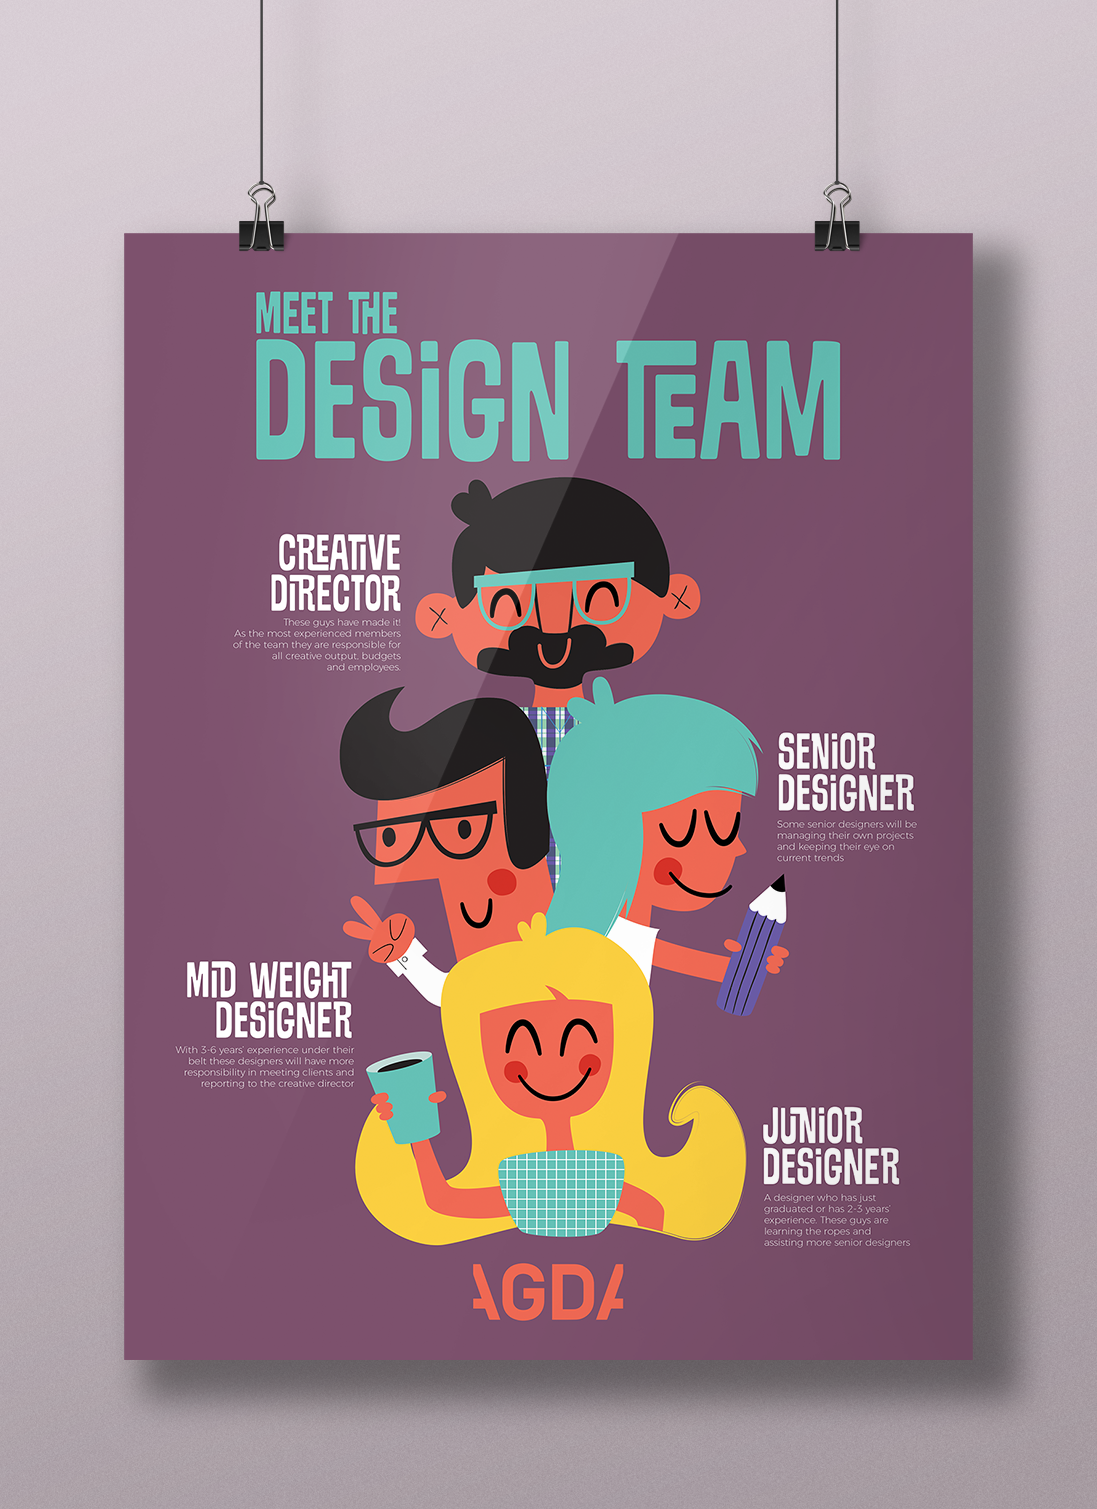 MEET THE
DESiGN TEAM
CREATiVE
DiRECTOR
These guys have made it!
As the most experienced members
of the team they are responsible for
all creative output, budgets
and employees.
SENiOR
DESiGNER
Some senior designers will be
managing their own projects
and keeping their eye on
current trends
MiD WEIGHT
DESiGNER
With 3-6 years' experience under their
belt these designers will have more
responsibility in meeting clients and
reporting to the creative director
JUNiOR
DESiGNER
A designer who has just
graduated or has 2-3 years'
experience. These guys are
learning the ropes and
assisting more senior designers
AGDA